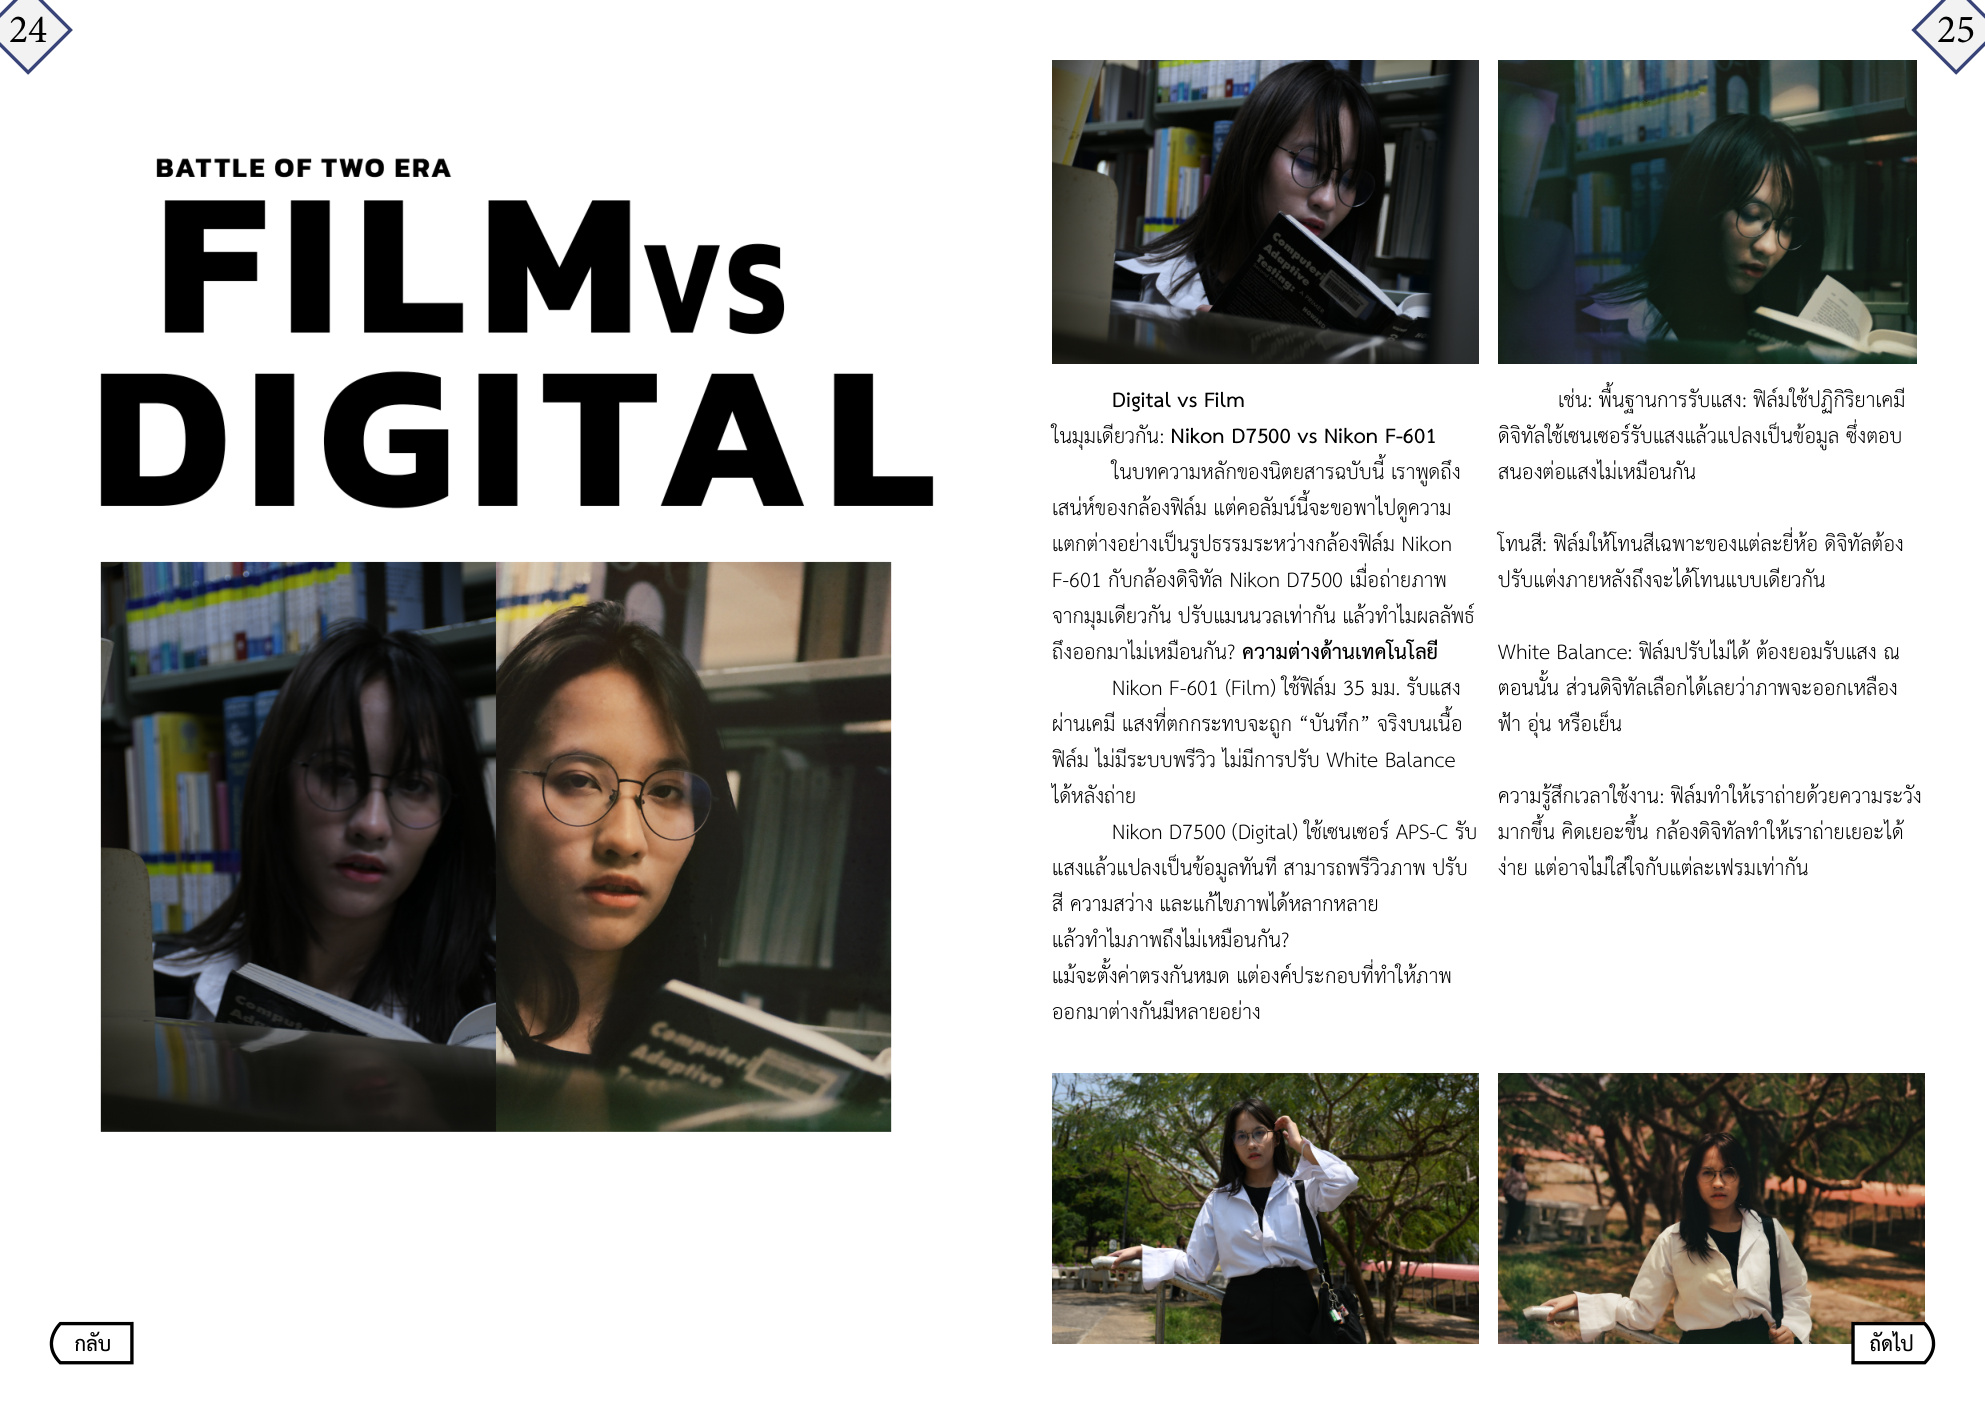 24
25
BATTLE OF TWO ERA
FILM VS
DIGITAL
Computer
Adaptive
Computer
Adaptive
Test
Computer
Adaptive
Testing:
Digital vs Film
ในมุมเดียวกัน: Nikon D7500 vs Nikon F-601
ในบทความหลักของนิตยสารฉบับนี้ เราพูดถึง
เสน่ห์ของกล้องฟิล์ม แต่คอลัมน์นี้จะขอพาไปดูความ
แตกต่างอย่างเป็นรูปธรรมระหว่างกล้องฟิล์ม Nikon
F-601 กับกล้องดิจิทัล Nikon D7500 เมื่อถ่ายภาพ
จากมุมเดียวกัน ปรับแมนนวลเท่ากัน แล้วทำไมผลลัพธ์
ถึงออกมาไม่เหมือนกัน? ความต่างด้านเทคโนโลยี
Nikon F-601 (Film) ใช้ฟิล์ม 35 มม. รับแสง
ผ่านเคมี แสงที่ตกกระทบจะถูก “บันทึก” จริงบนเนื้อ
ฟิล์ม ไม่มีระบบพรีวิว ไม่มีการปรับ White Balance
ได้หลังถ่าย
Nikon D7500 (Digital) ใช้เซนเซอร์ APS-C รับ
แสงแล้วแปลงเป็นข้อมูลทันที สามารถพรีวิวภาพ ปรับ
สี ความสว่าง และแก้ไขภาพได้หลากหลาย
แล้วทำไมภาพถึงไม่เหมือนกัน?
แม้จะตั้งค่าตรงกันหมด แต่องค์ประกอบที่ทำให้ภาพ
ออกมาต่างกันมีหลายอย่าง
เช่น: พื้นฐานการรับแสง: ฟิล์มใช้ปฏิกิริยาเคมี
ดิจิทัลใช้เซนเซอร์รับแสงแล้วแปลงเป็นข้อมูล ซึ่งตอบ
สนองต่อแสงไม่เหมือนกัน
โทนสี: ฟิล์มให้โทนสีเฉพาะของแต่ละยี่ห้อ ดิจิทัลต้อง
ปรับแต่งภายหลังถึงจะได้โทนแบบเดียวกัน
White Balance: ฟิล์มปรับไม่ได้ ต้องยอมรับแสง ณ
ตอนนั้น ส่วนดิจิทัลเลือกได้เลยว่าภาพจะออกเหลือง
ฟ้า อุ่น หรือเย็น
ความรู้สึกเวลาใช้งาน: ฟิล์มทำให้เราถ่ายด้วยความระวัง
มากขึ้น คิดเยอะขึ้น กล้องดิจิทัลทำให้เราถ่ายเยอะได้
ง่าย แต่อาจไม่ใส่ใจกับแต่ละเฟรมเท่ากัน
กลับ
ถัดไป